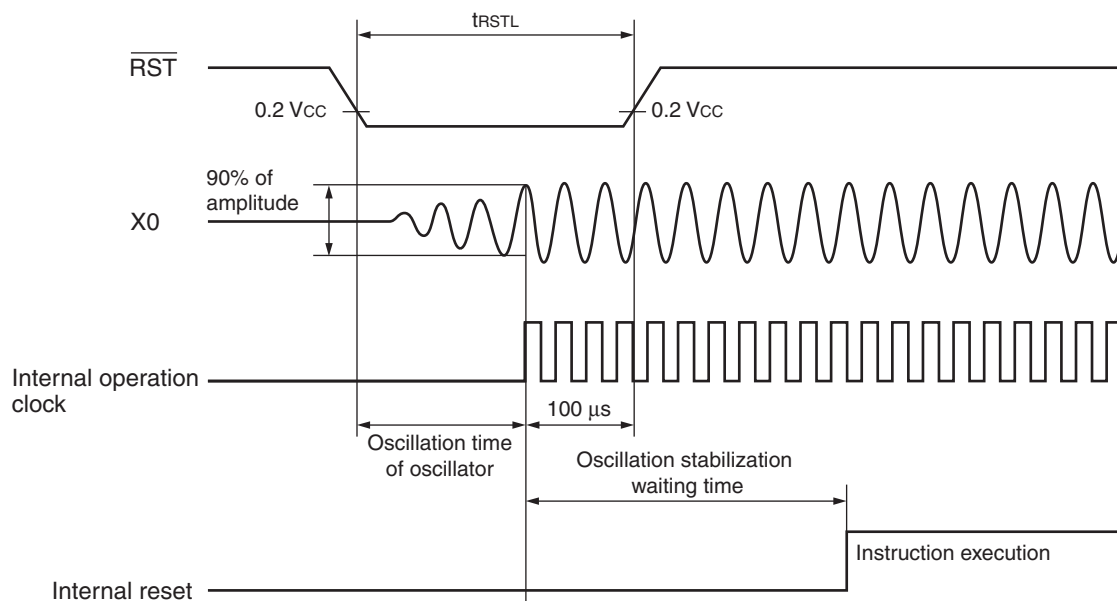 tRSTL
RST
0.2 VCC
0.2 VCC
90% of
amplitude
X0
Internal operation
clock
100 μs
Oscillation time
of oscillator
Oscillation stabilization
waiting time
Instruction execution
Internal reset